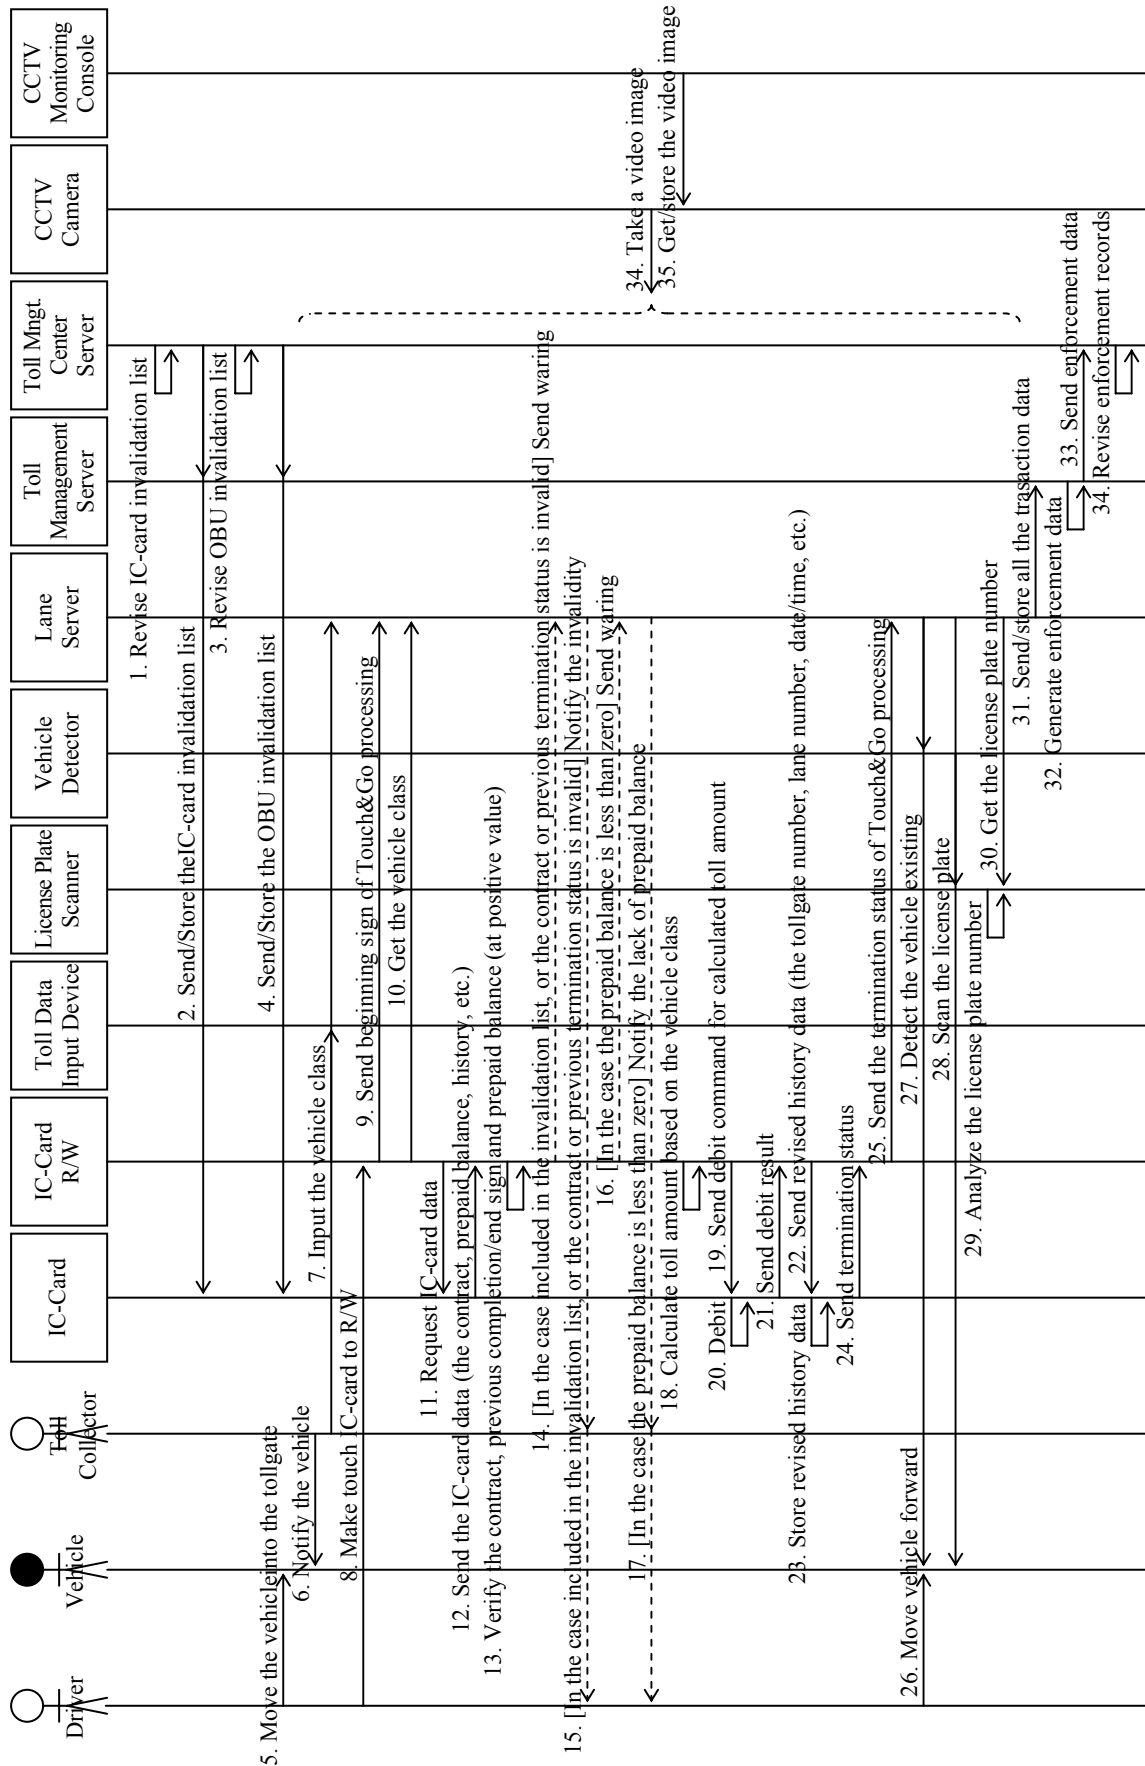 Driver
Vehicle
Toll
Collector
IC-Card
IC-Card
R/W
Toll Data
Input Device
License Plate
Scanner
Vehicle
Detector
Lane
Server
Toll
Management
Server
Toll Mngt.
Center
Server
CCTV
Camera
CCTV
Monitoring
Console
1. Revise IC-card invalidation list
2. Send/Store theIC-card invalidation list
3. Revise OBU invalidation list
4. Send/Store the OBU invalidation list
5. Move the vehicleinto the tollgate
6. Notify the vehicle
7. Input the vehicle class
8. Make touch IC-card to R/W
9. Send beginning sign of Touch&Go processing
10. Get the vehicle class
11. Request IC-card data
12. Send the IC-card data (the contract, prepaid balance, history, etc.)
13. Verify the contract, previous completion/end sign and prepaid balance (at positive value)
14. [In the case included in the invalidation list, or the contract or previous termination status is invalid] Send waring
15. [In the case included in the invalidation list, or the contract or previous termination status is invalid] Notify the invalidity
16. [In the case the prepaid balance is less than zero] Send waring
17. [In the case the prepaid balance is less than zero] Notify the lack of prepaid balance
18. Calculate toll amount based on the vehicle class
19. Send debit command for calculated toll amount
20. Debit
21. Send debit result
22. Send revised history data (the tollgate number, lane number, date/time, etc.)
23. Store revised history data
24. Send termination status
25. Send the termination status of Touch&Go processing
26. Move vehicle forward
27. Detect the vehicle existing
28. Scan the license plate
29. Analyze the license plate number
30. Get the license plate number
31. Send/store all the trasaction data
32. Generate enforcement data
33. Send enforcement data
34. Revise enforcement records
34. Take a video image
35. Get/store the video image